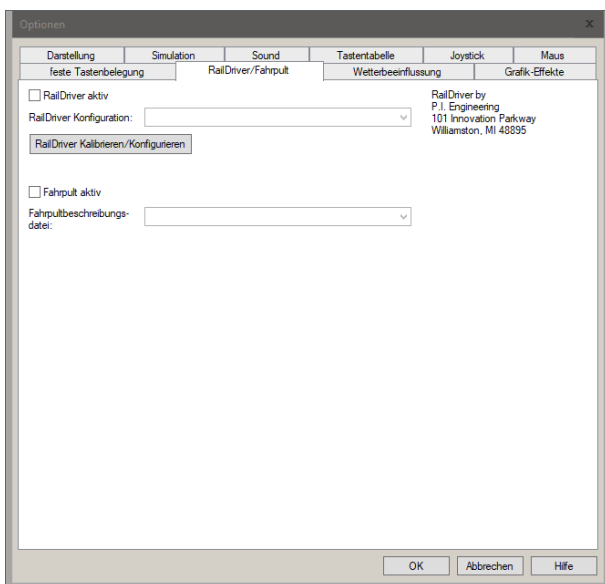 Optionen x
Darstellung Simulation Sound Tastentabelle Joystick Maus
feste Tastenbelegung RailDriver/Fahrpult Wetterbeeinflussung Grafik-Effekte
RailDriver aktiv
RailDriver Konfiguration:
RailDriver Kalibrieren/Konfigurieren
RailDriver by
P.I. Engineering
101 Innovation Parkway
Williamston, MI 48895
Fahrpult aktiv
Fahrpultbeschreibungs-
datei:
OK Abbrechen Hilfe